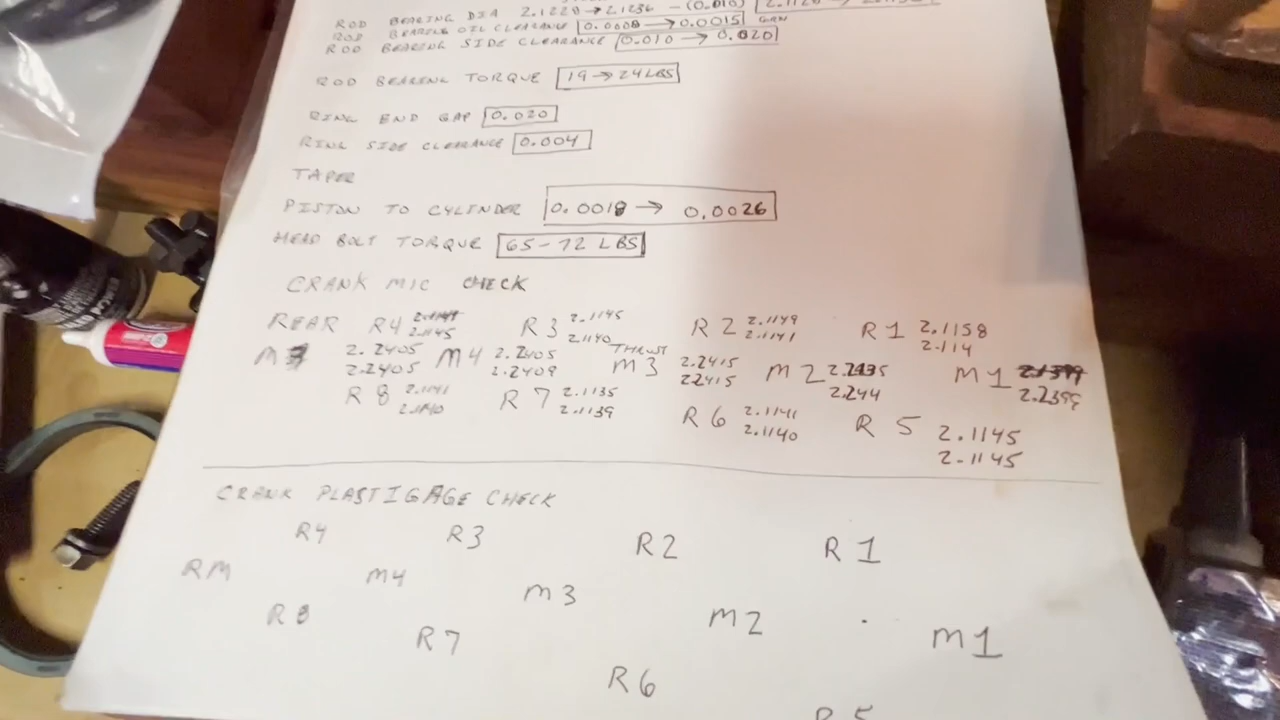 ROD BEARING DIA 2.1228 → 2.1236 - (0.010)
ROD BEARING OIL CLEARANCE 0.0008 → 0.0015
ROD BEARING SIDE CLEARANCE 0.010 → 0.020
ROD BEARING TORQUE 19 → 24 LBS
RING END GAP 0.020
RING SIDE CLEARANCE 0.004
TAPER
PISTON TO CYLINDER 0.0018 → 0.0026
HEAD BOLT TORQUE 65-72 LBS
CRANK MIC CHECK
REAR R4 2.1145 R3 2.1145 2.1140 R2 2.1149 2.1141 R1 2.1158 2.114
M 2.2405 2.2405 M4 2.2405 2.2409 THRUST M3 2.2415 2.2415 M2 2.244 M1 2.2399
R8 2.1141 2.1140 R7 2.1135 2.1139 R6 2.1141 2.1140 R5 2.1145 2.1145
CRANK PLASTIGAGE CHECK
R4 R3 R2 R1
RM M4 M3 M2 M1
R8 R7 R6 R5